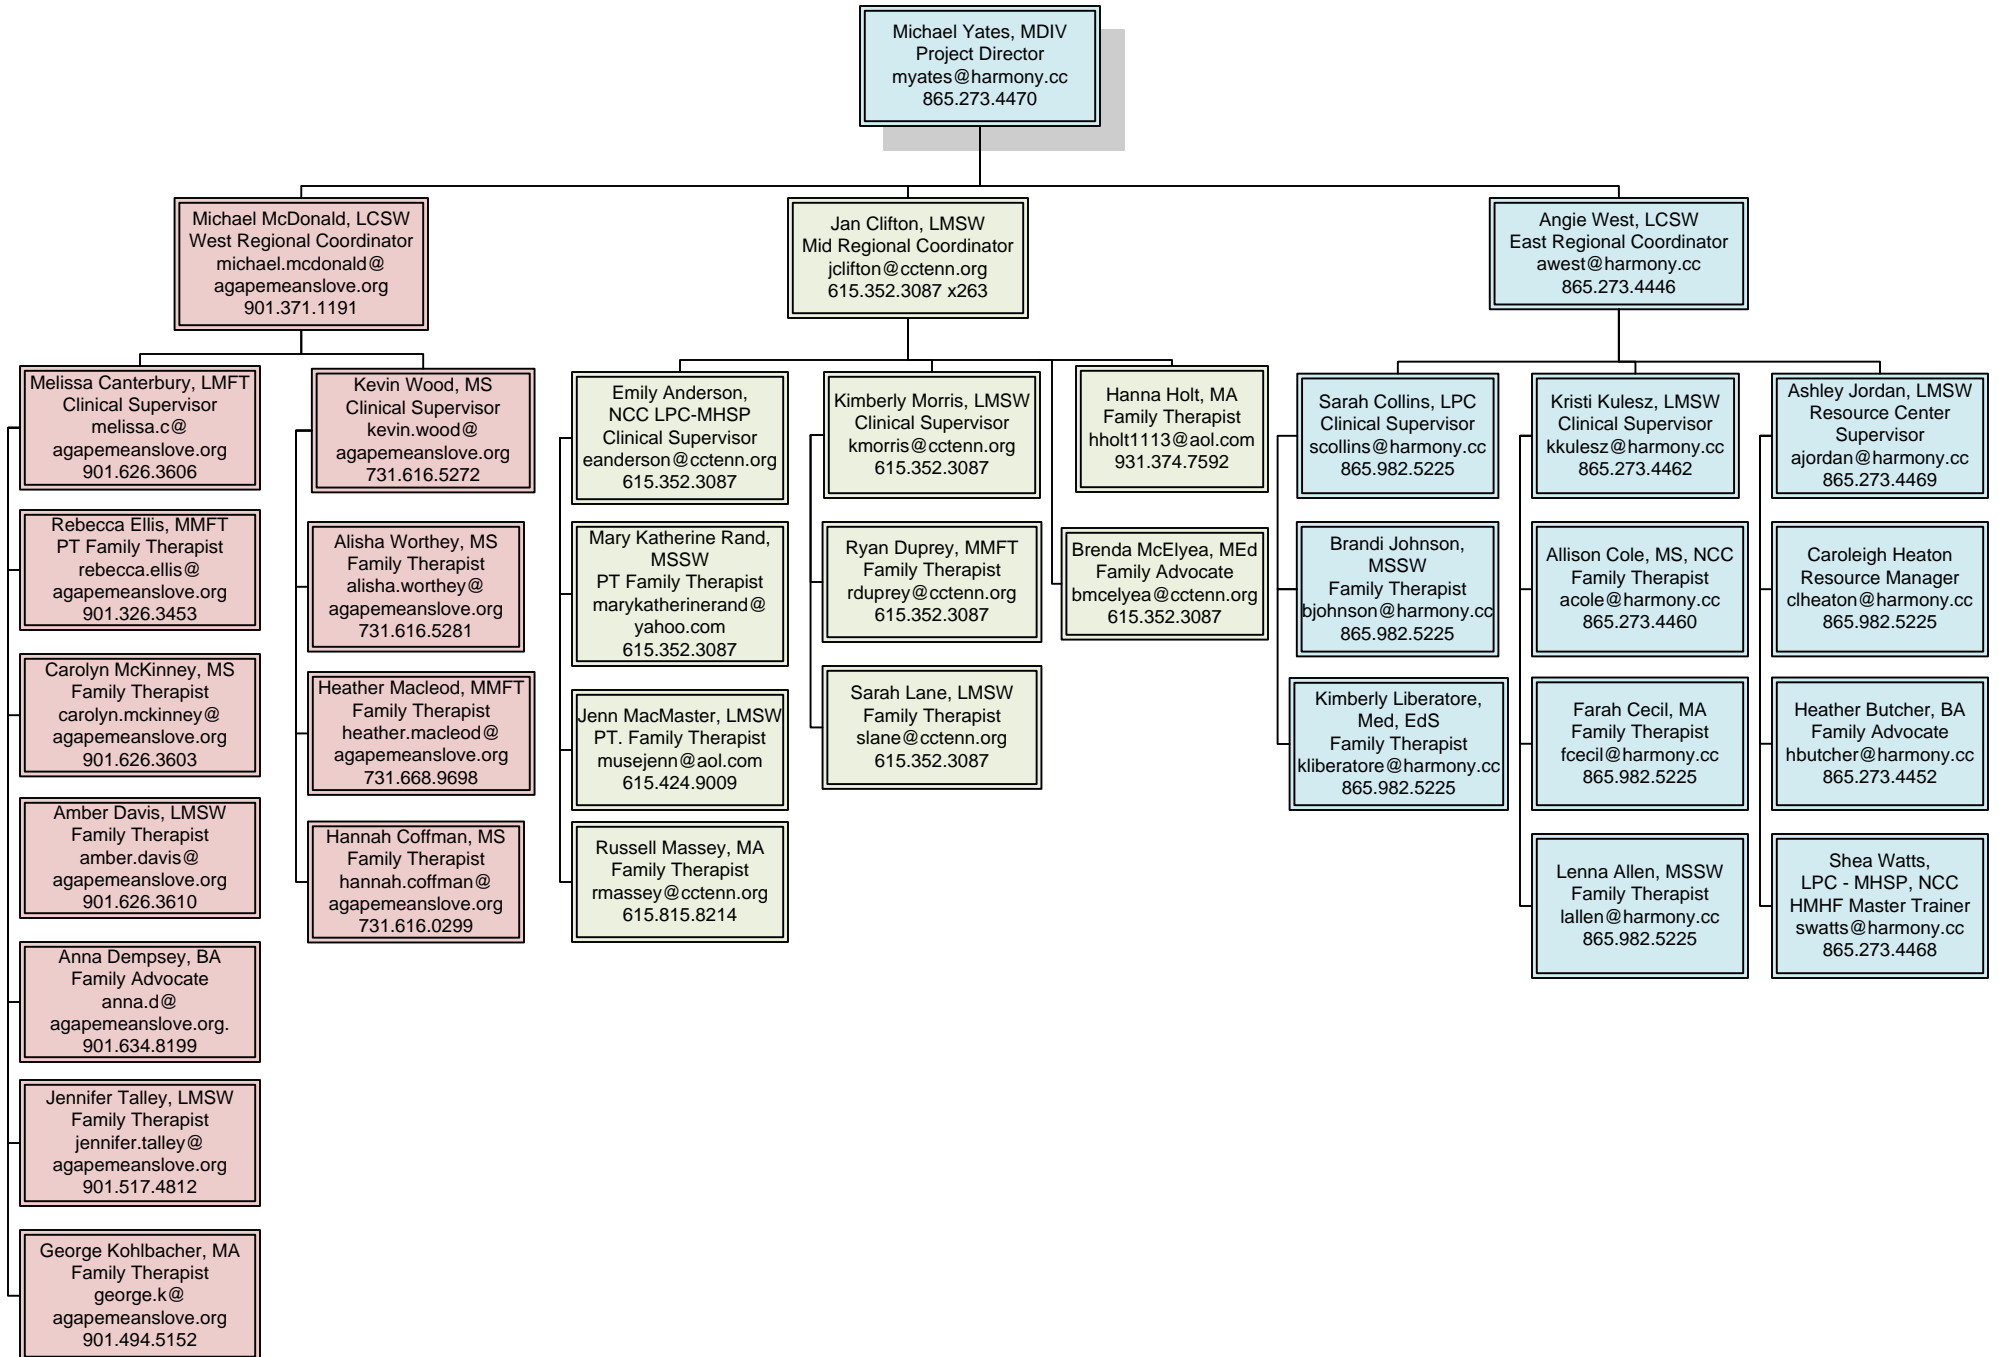 Michael Yates, MDIV
Project Director
myates@harmony.cc
865.273.4470
Michael McDonald, LCSW
West Regional Coordinator
michael.mcdonald@
agapemeanslove.org
901.371.1191
Jan Clifton, LMSW
Mid Regional Coordinator
jclifton@cctenn.org
615.352.3087 x263
Angie West, LCSW
East Regional Coordinator
awest@harmony.cc
865.273.4446
Melissa Canterbury, LMFT
Clinical Supervisor
melissa.c@
agapemeanslove.org
901.626.3606
Rebecca Ellis, MMFT
PT Family Therapist
rebecca.ellis@
agapemeanslove.org
901.326.3453
Carolyn McKinney, MS
Family Therapist
carolyn.mckinney@
agapemeanslove.org
901.626.3603
Amber Davis, LMSW
Family Therapist
amber.davis@
agapemeanslove.org
901.626.3610
Anna Dempsey, BA
Family Advocate
anna.d@
agapemeanslove.org.
901.634.8199
Jennifer Talley, LMSW
Family Therapist
jennifer.talley@
agapemeanslove.org
901.517.4812
George Kohlbacher, MA
Family Therapist
george.k@
agapemeanslove.org
901.494.5152
Kevin Wood, MS
Clinical Supervisor
kevin.wood@
agapemeanslove.org
731.616.5272
Alisha Worthey, MS
Family Therapist
alisha.worthey@
agapemeanslove.org
731.616.5281
Heather Macleod, MMFT
Family Therapist
heather.macleod@
agapemeanslove.org
731.668.9698
Hannah Coffman, MS
Family Therapist
hannah.coffman@
agapemeanslove.org
731.616.0299
Emily Anderson,
NCC LPC-MHSP
Clinical Supervisor
eanderson@cctenn.org
615.352.3087
Mary Katherine Rand,
MSSW
PT Family Therapist
marykatherinerand@
yahoo.com
615.352.3087
Jenn MacMaster, LMSW
PT. Family Therapist
musejenn@aol.com
615.424.9009
Russell Massey, MA
Family Therapist
rmassey@cctenn.org
615.815.8214
Kimberly Morris, LMSW
Clinical Supervisor
kmorris@cctenn.org
615.352.3087
Ryan Duprey, MMFT
Family Therapist
rduprey@cctenn.org
615.352.3087
Sarah Lane, LMSW
Family Therapist
slane@cctenn.org
615.352.3087
Hanna Holt, MA
Family Therapist
hholt1113@aol.com
931.374.7592
Brenda McElyea, MEd
Family Advocate
bmcelyea@cctenn.org
615.352.3087
Sarah Collins, LPC
Clinical Supervisor
scollins@harmony.cc
865.982.5225
Brandi Johnson,
MSSW
Family Therapist
bjohnson@harmony.cc
865.982.5225
Kimberly Liberatore,
Med, EdS
Family Therapist
kliberatore@harmony.cc
865.982.5225
Kristi Kulesz, LMSW
Clinical Supervisor
kkulesz@harmony.cc
865.273.4462
Allison Cole, MS, NCC
Family Therapist
acole@harmony.cc
865.273.4460
Farah Cecil, MA
Family Therapist
fcecil@harmony.cc
865.982.5225
Lenna Allen, MSSW
Family Therapist
lallen@harmony.cc
865.982.5225
Ashley Jordan, LMSW
Resource Center
Supervisor
ajordan@harmony.cc
865.273.4469
Caroleigh Heaton
Resource Manager
clheaton@harmony.cc
865.982.5225
Heather Butcher, BA
Family Advocate
hbutcher@harmony.cc
865.273.4452
Shea Watts,
LPC - MHSP, NCC
HMHF Master Trainer
swatts@harmony.cc
865.273.4468